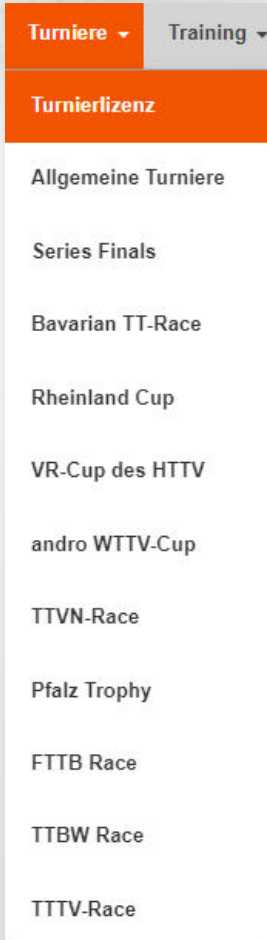 Turniere Training
Turnierlizenz
Allgemeine Turniere
Series Finals
Bavarian TT-Race
Rheinland Cup
VR-Cup des HTTV
andro WTTV-Cup
TTVN-Race
Pfalz Trophy
FTTB Race
TTBW Race
TTTV-Race